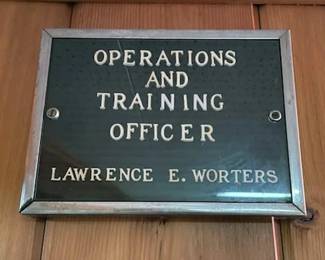 OPERATIONS
AND
TRAINING
OFFICER
LAWRENCE E. WORTERS